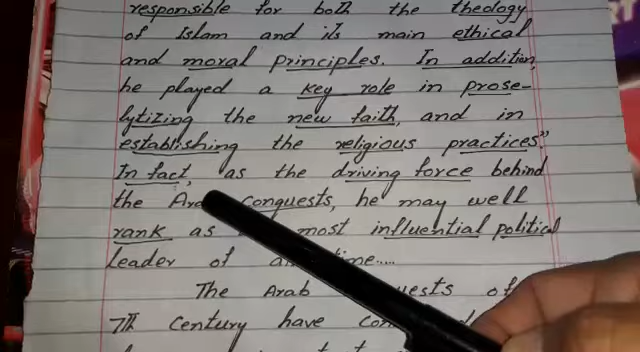 responsible for both the theology
of Islam and its main ethical
and moral principles. In addition,
he played a key role in prose-
lytizing the new faith, and in
establishing the religious practices"
In fact, as the driving force behind
the conquests, he may well
rank as most influential political
leader of
The Arab of
7Th Century have